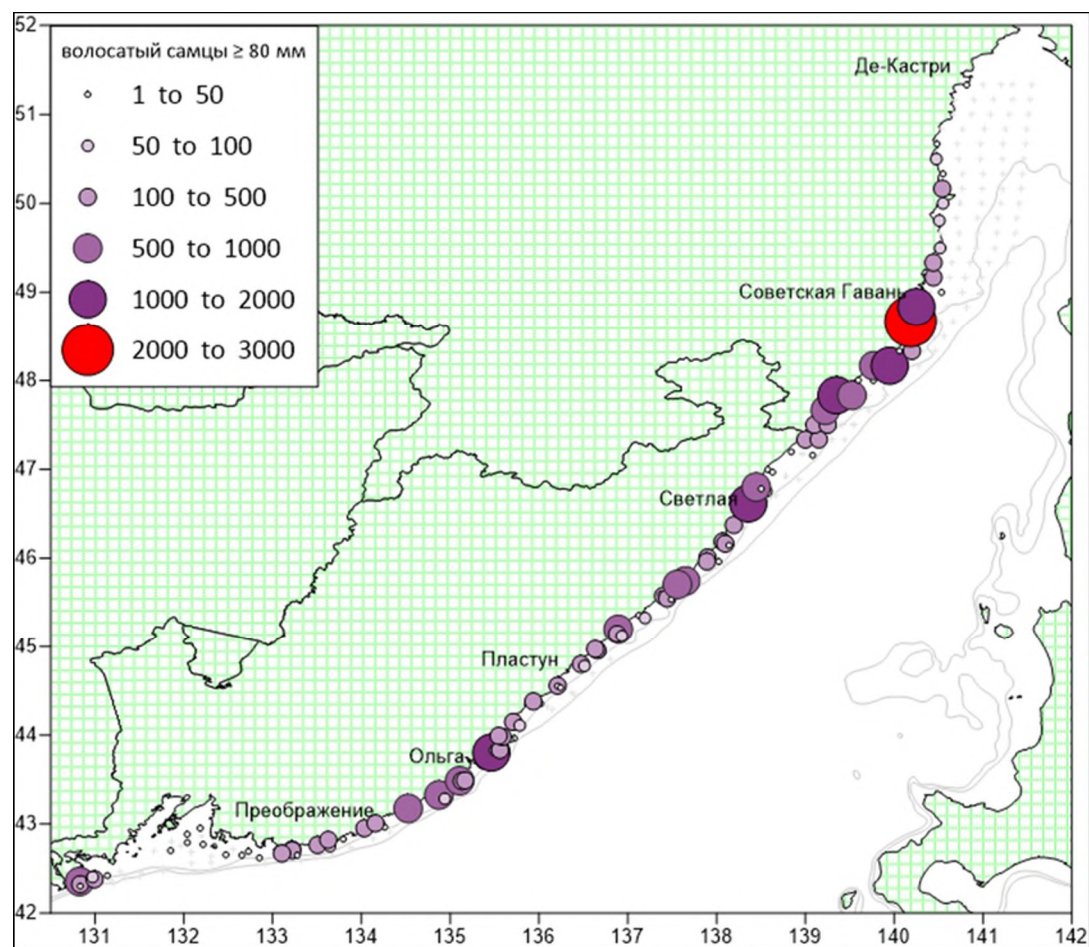 52
волосатый самцы ≥ 80 мм
1 to 50
50 to 100
100 to 500
500 to 1000
1000 to 2000
2000 to 3000
Де-Кастри
51
50
49
Советская Гавань
48
47
Светлая
46
45
Пластун
44
Ольга
Преображение
43
42
131 132 133 134 135 136 137 138 139 140 141 142